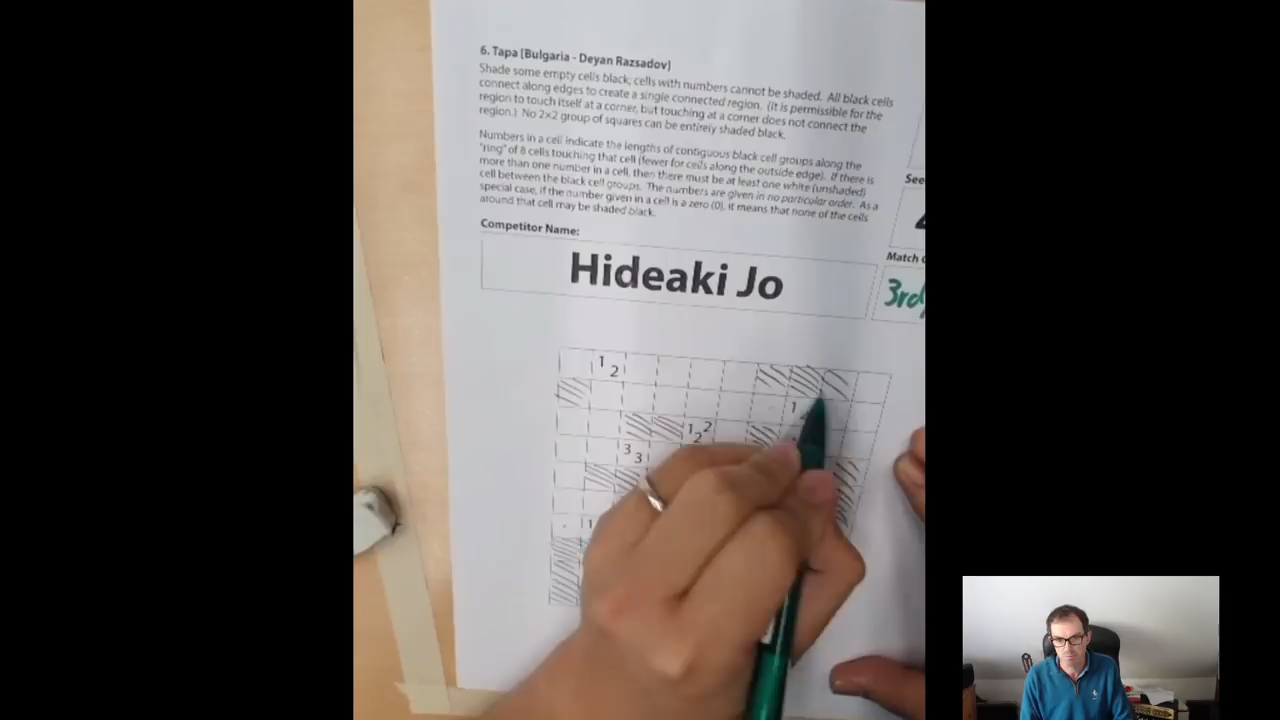 6. Tapa [Bulgaria - Deyan Razsadov]
Shade some empty cells black; cells with numbers cannot be shaded. All black cells
connect along edges to create a single connected region. (It is permissible for the
region to touch itself at a corner, but touching at a corner does not connect the
region.) No 2×2 group of squares can be entirely shaded black.
Numbers in a cell indicate the lengths of contiguous black cell groups along the
"ring" of 8 cells touching that cell (fewer for cells along the outside edge). If there is
more than one number in a cell, then there must be at least one white (unshaded)
cell between the black cell groups. The numbers are given in no particular order. As a
special case, if the number given in a cell is a zero (0), it means that none of the cells
around that cell may be shaded black.
See
Competitor Name:
Match
Hideaki Jo
3rd
1 2
1
1 2 2
3 3
1